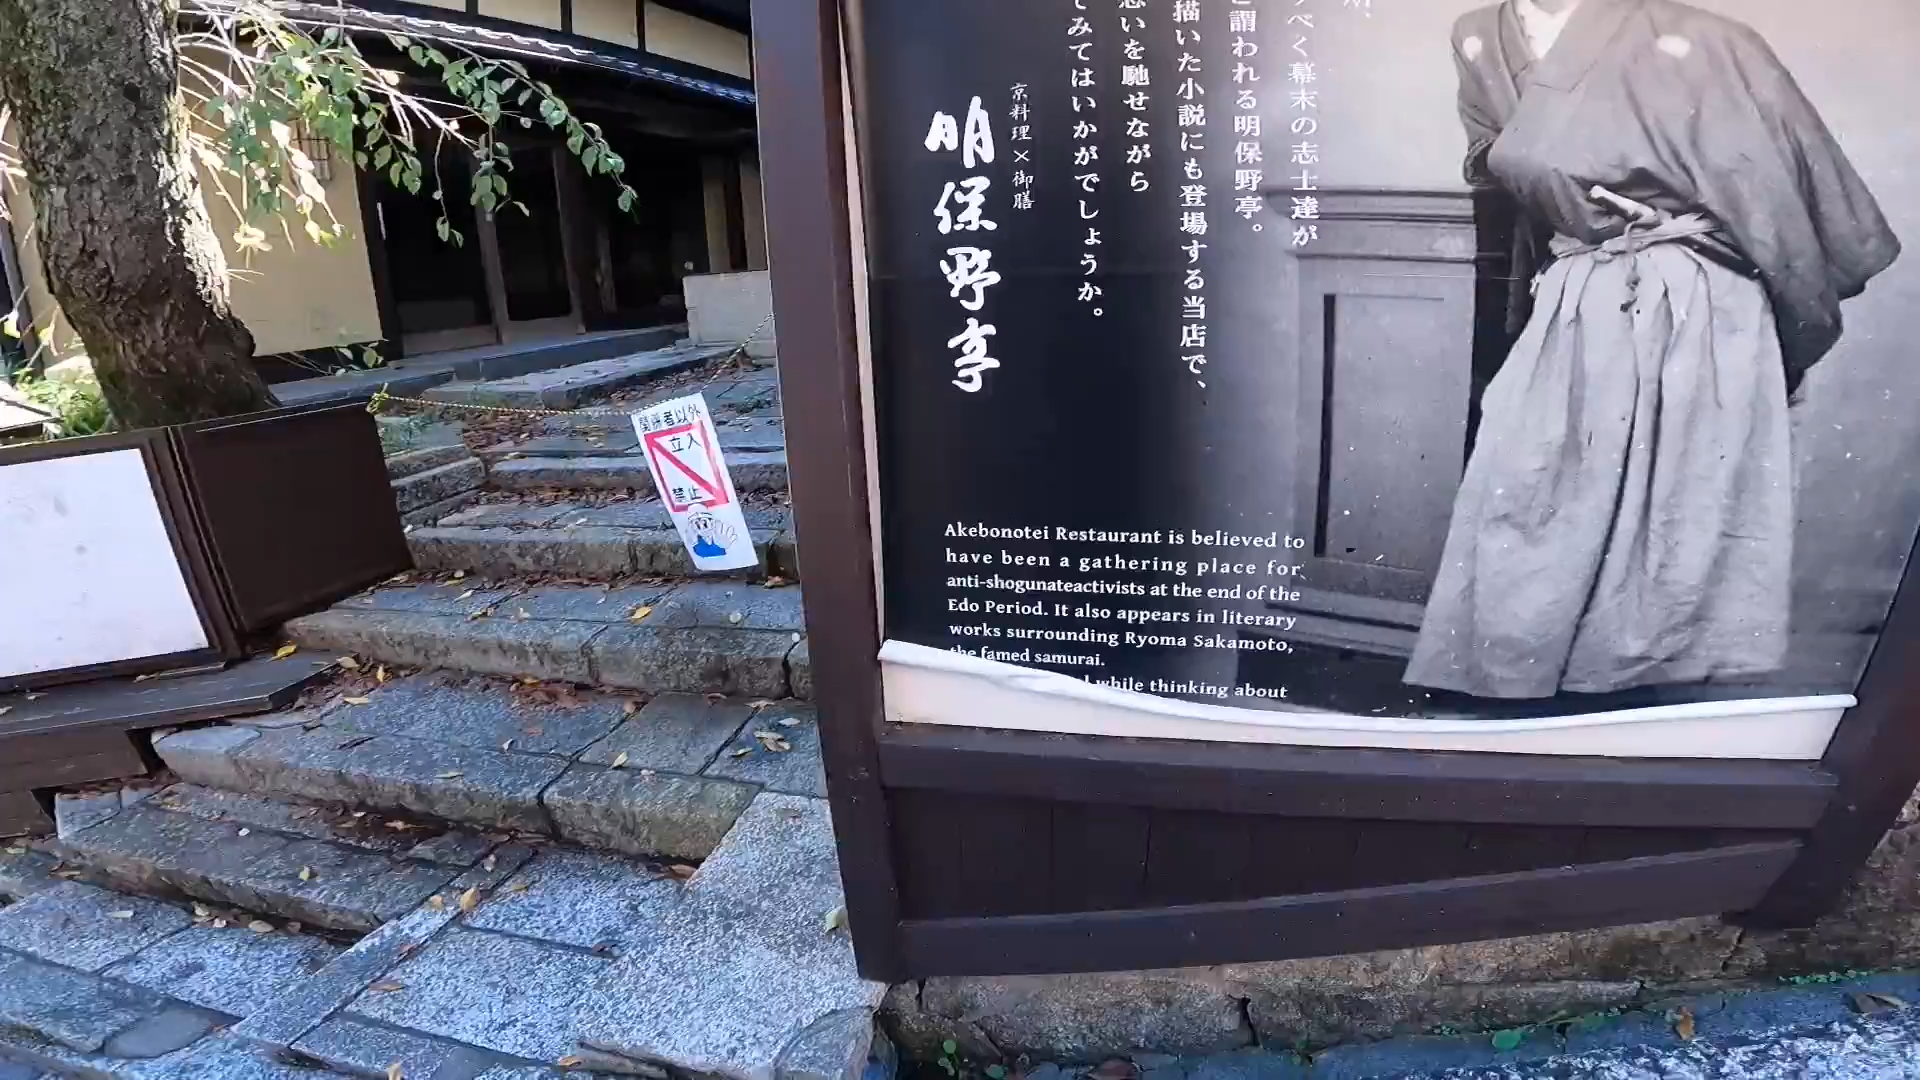 べく幕末の志士達が
謂われる明保野亭。
描いた小説にも登場する当店で、
思いを馳せながら
てみてはいかがでしょうか。
京料理×御膳
明保野亭
Akebonotei Restaurant is believed to
have been a gathering place for
anti-shogunateactivists at the end of the
Edo Period. It also appears in literary
works surrounding Ryoma Sakamoto,
the famed samurai.
while thinking about
関係者以外
立入
禁止